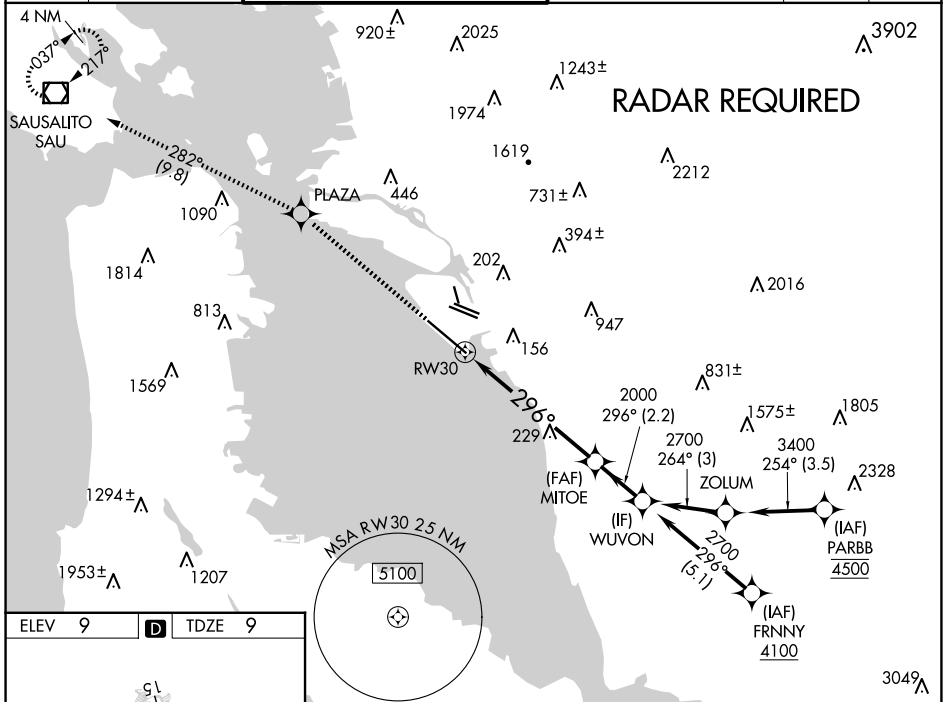 4 NM
037°
217°
SAUSALITO
SAU
920±
2025
3902
1243±
1974
RADAR REQUIRED
1619
2212
731±
282°
(9.8)
PLAZA
446
1090
394±
1814
202
2016
813
947
156
RW30
1569
831±
296°
2000
296° (2.2)
1575±
1805
229
2700
264° (3)
3400
254° (3.5)
(FAF)
MITOE
ZOLUM
2328
1294±
(IF)
WUVON
(IAF)
PARBB
4500
2700
296°
(5.1)
MSA RW30 25 NM
5100
1953±
1207
(IAF)
FRNNY
4100
ELEV 9
D
TDZE 9
15
3049